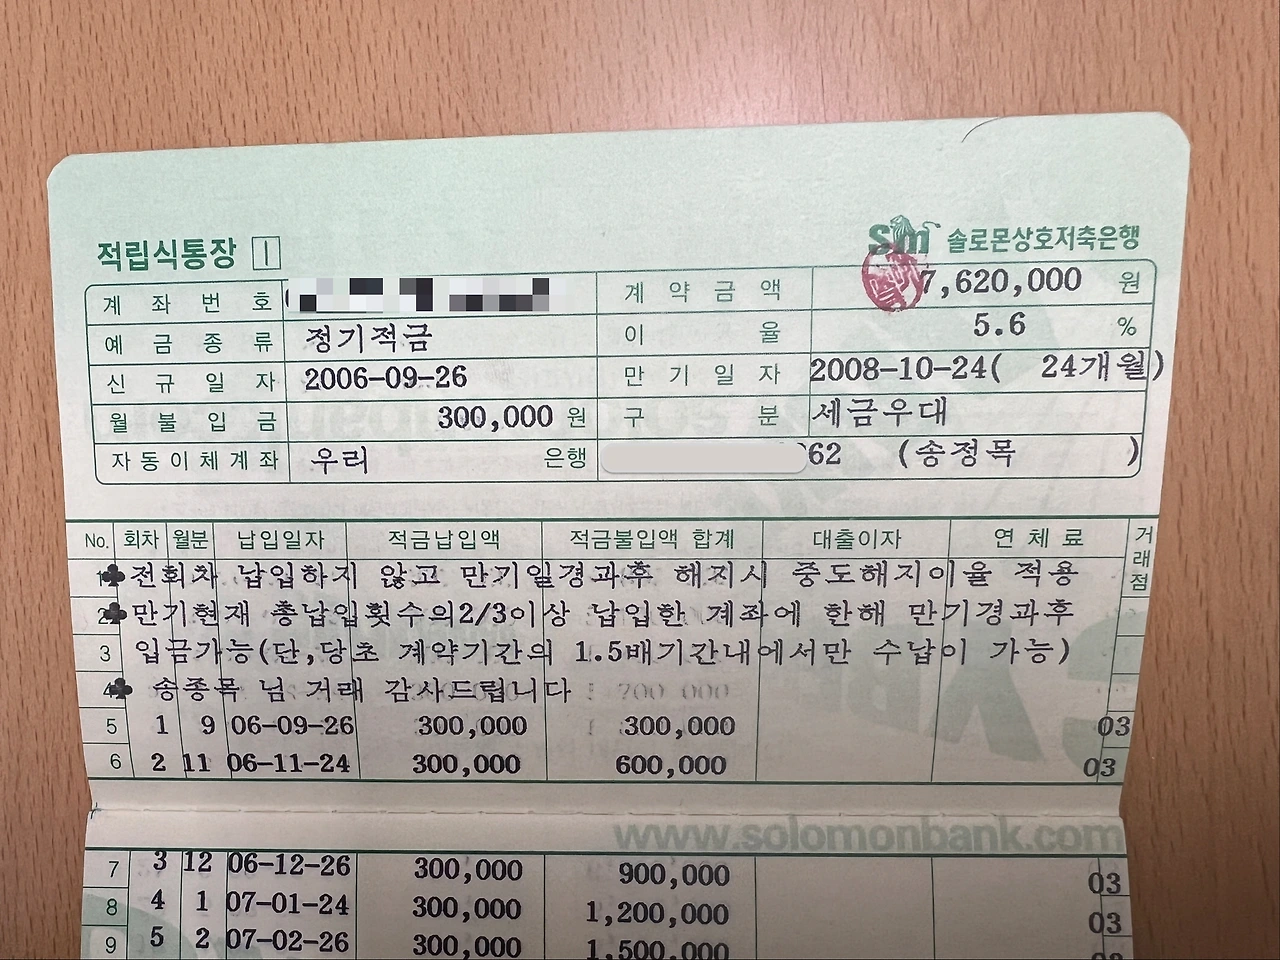 적립식통장 1
Sm 솔로몬상호저축은행
계좌번호 계약금액 7,620,000 원
예금종류 정기적금 이율 5.6 %
신규일자 2006-09-26 만기일자 2008-10-24( 24개월)
월불입금 300,000 원 구분 세금우대
자동이체계좌 우리 은행 62 (송정목 )
No. 회차 월분 납입일자 적금납입액 적금불입액 합계 대출이자 연체료 거래점
1 ♣전회차 납입하지 않고 만기일경과후 해지시 중도해지이율 적용
2 ♣만기현재 총납입횟수의2/3이상 납입한 계좌에 한해 만기경과후
3 입금가능(단,당초 계약기간의 1.5배기간내에서만 수납이 가능)
4 ♣ 송종목 님 거래 감사드립니다
5 1 9 06-09-26 300,000 300,000 03
6 2 11 06-11-24 300,000 600,000 03
www.solomonbank.com
7 3 12 06-12-26 300,000 900,000 03
8 4 1 07-01-24 300,000 1,200,000 03
9 5 2 07-02-26 300,000 1,500,000